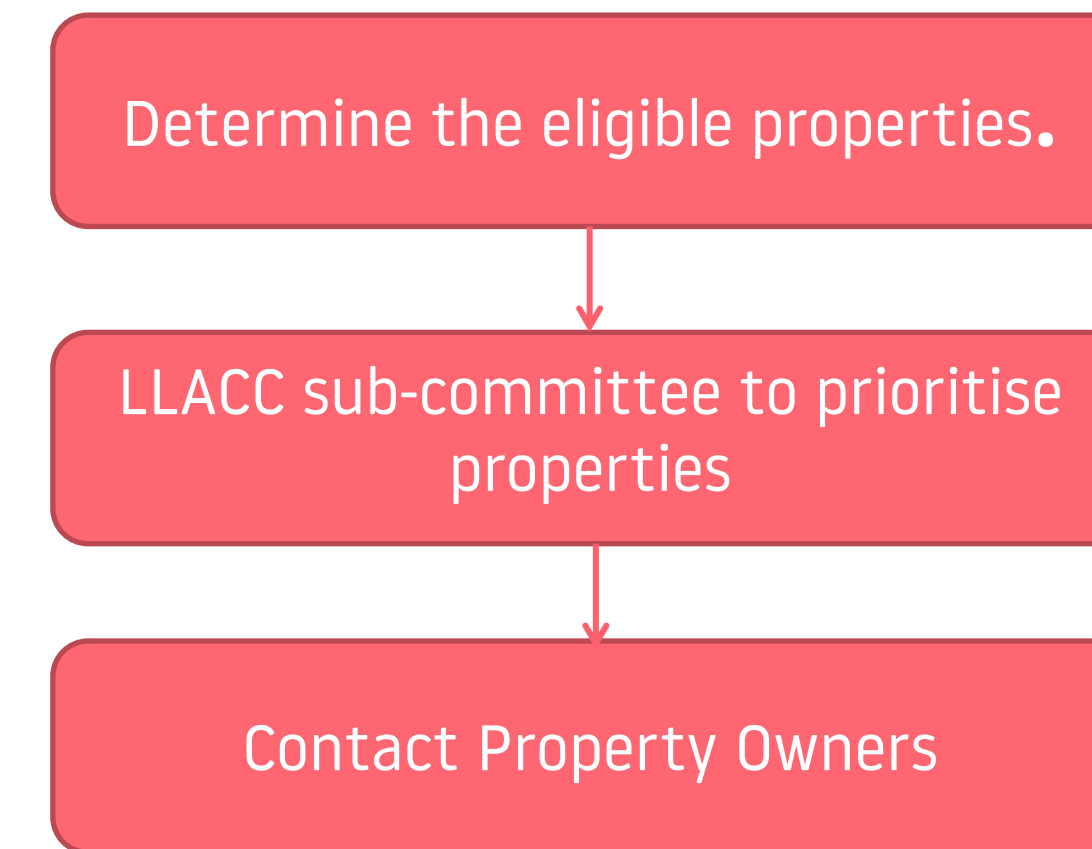 Determine the eligible properties.
LLACC sub-committee to prioritise
properties
Contact Property Owners